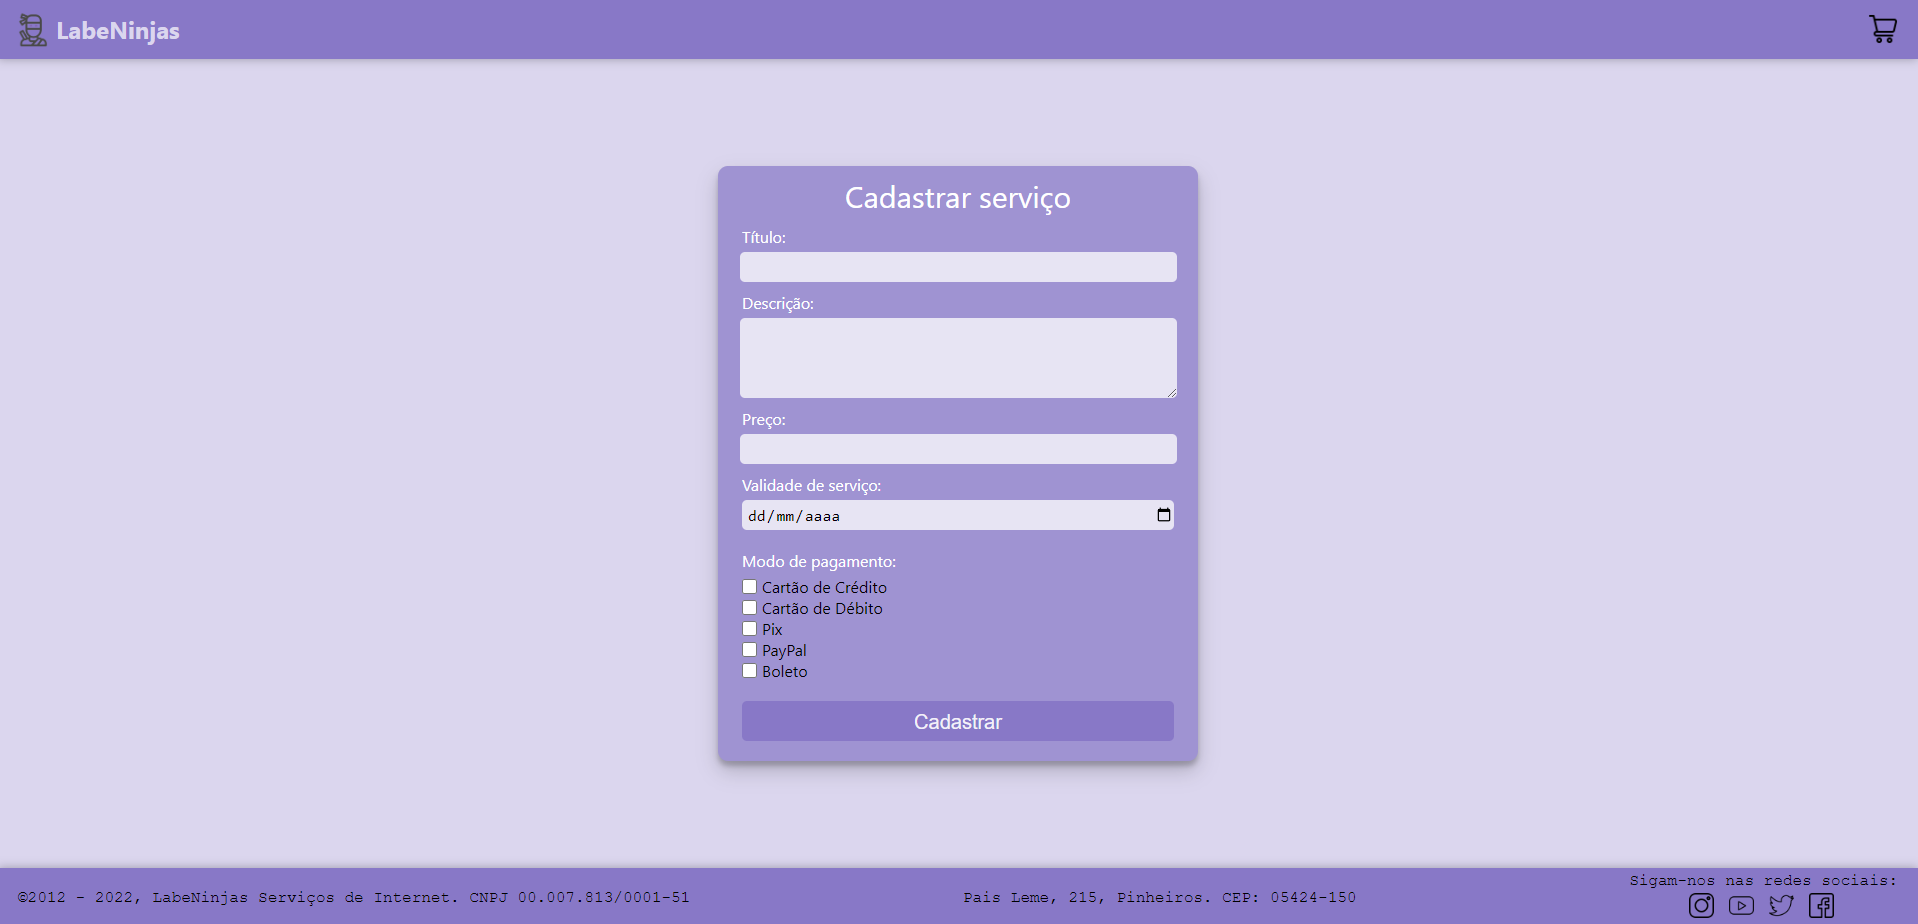 LabeNinjas
Cadastrar serviço
Título:
Descrição:
Preço:
Validade de serviço:
dd/mm/aaaa
Modo de pagamento:
Cartão de Crédito
Cartão de Débito
Pix
PayPal
Boleto
Cadastrar
©2012 - 2022, LabeNinjas Serviços de Internet. CNPJ 00.007.813/0001-51
Pais Leme, 215, Pinheiros. CEP: 05424-150
Sigam-nos nas redes sociais: